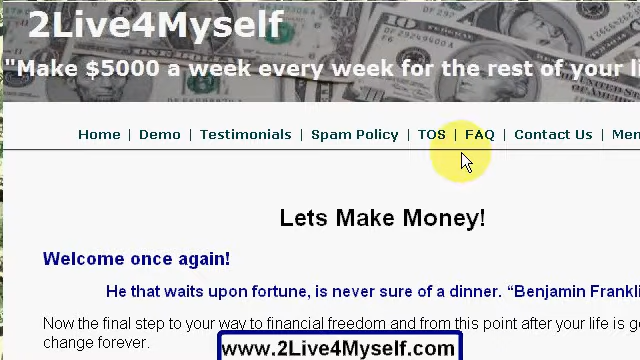 2Live4Myself
"Make $5000 a week every week for the rest of your li
Home | Demo | Testimonials | Spam Policy | TOS | FAQ | Contact Us | Mem
Lets Make Money!
Welcome once again!
He that waits upon fortune, is never sure of a dinner. “Benjamin Frankli
Now the final step to your way to financial freedom and from this point after your life is g
change forever.
www.2Live4Myself.com